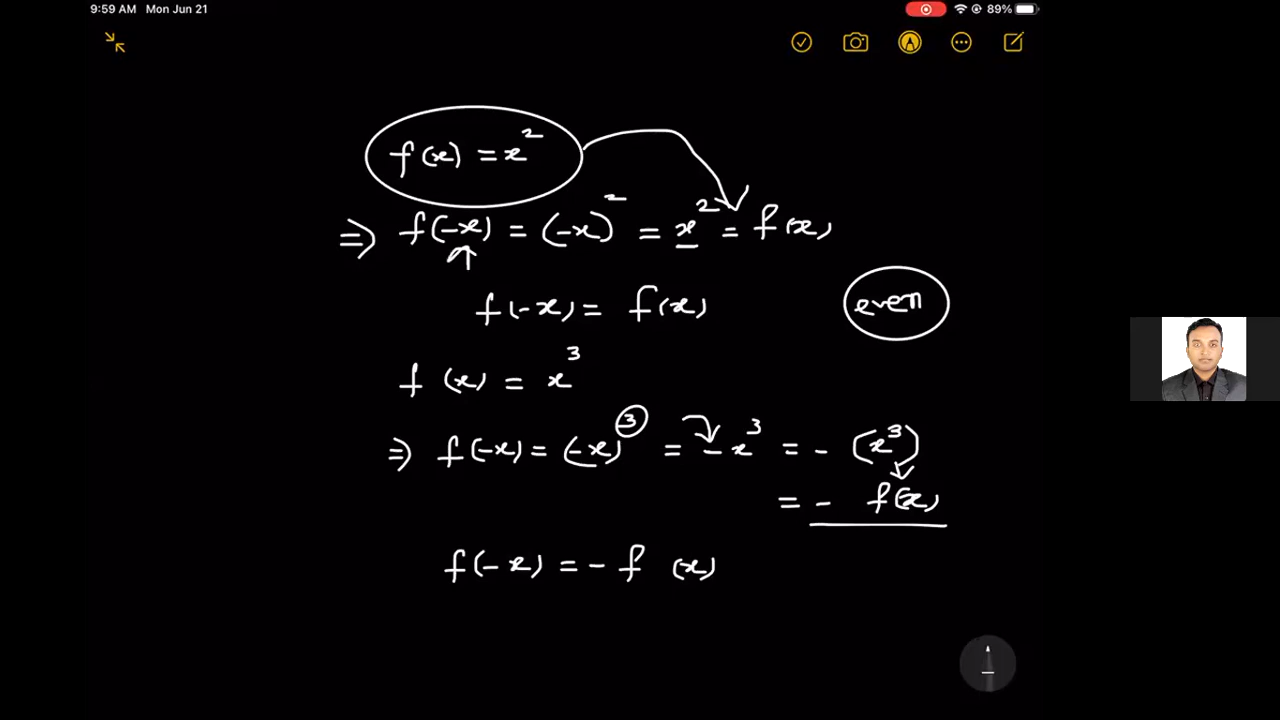 9:59 AM Mon Jun 21
89%
f(x) = x²
⇒ f(-x) = (-x)² = x² = f(x)
f(-x) = f(x)
even
f(x) = x³
⇒ f(-x) = (-x)³ = -x³ = -(x³)
= - f(x)
f(-x) = - f(x)